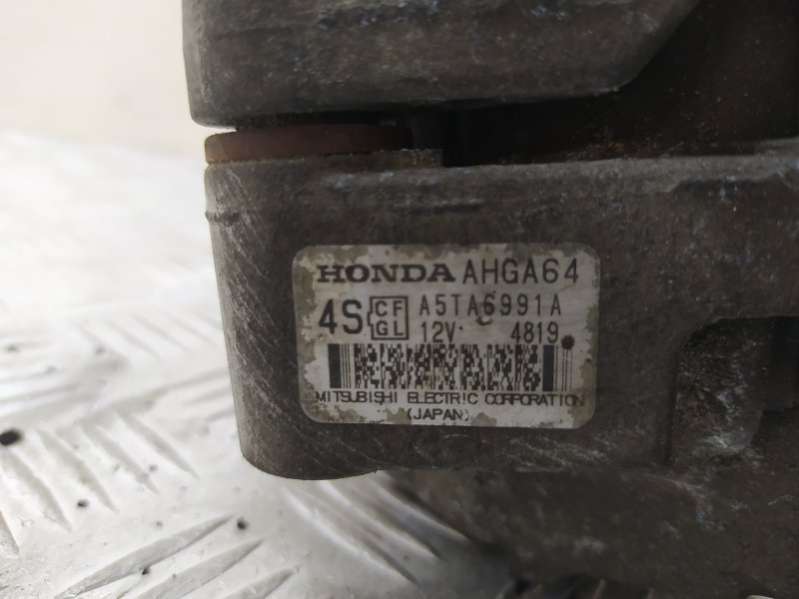 HONDA AHGA64
4S CF GL A5TA6991A
12V 4819
MITSUBISHI ELECTRIC CORPORATION
(JAPAN)